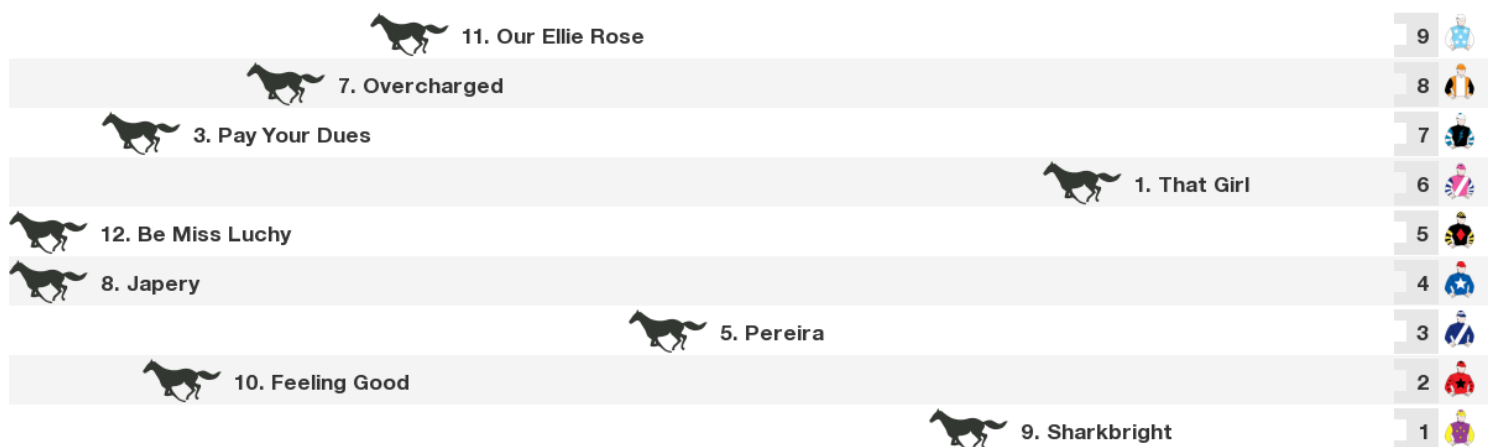 11. Our Ellie Rose 9
7. Overcharged 8
3. Pay Your Dues 7
1. That Girl 6
12. Be Miss Luchy 5
8. Japery 4
5. Pereira 3
10. Feeling Good 2
9. Sharkbright 1